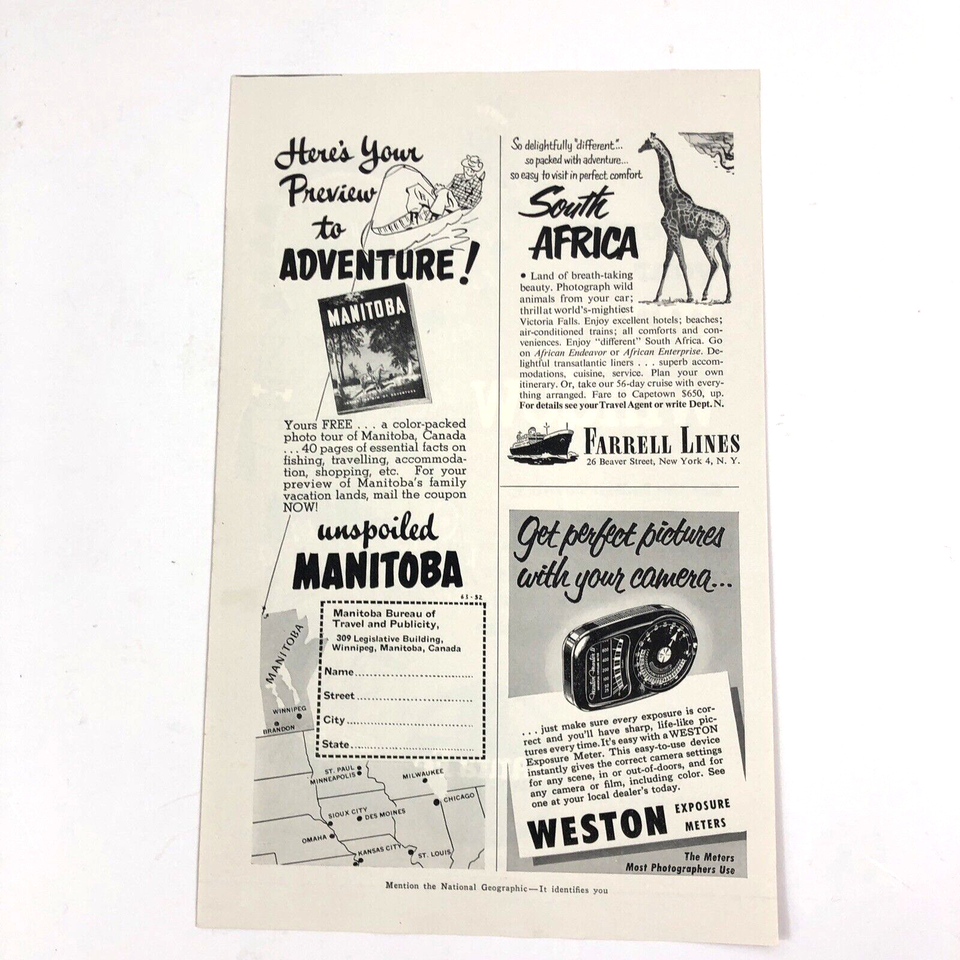 Here's Your
Preview
to
ADVENTURE!
MANITOBA
Yours FREE . . . a color-packed
photo tour of Manitoba, Canada
. . . 40 pages of essential facts on
fishing, travelling, accommoda-
tion, shopping, etc. For your
preview of Manitoba's family
vacation lands, mail the coupon
NOW!
unspoiled
MANITOBA
63-52
Manitoba Bureau of
Travel and Publicity,
309 Legislative Building,
Winnipeg, Manitoba, Canada
Name
Street
City
State
MANITOBA
WINNIPEG
BRANDON
ST. PAUL
MINNEAPOLIS
MILWAUKEE
CHICAGO
SIOUX CITY
DES MOINES
OMAHA
KANSAS CITY
ST. LOUIS
So delightfully "different"...
so packed with adventure...
so easy to visit in perfect comfort
South
AFRICA
• Land of breath-taking
beauty. Photograph wild
animals from your car;
thrill at world's-mightiest
Victoria Falls. Enjoy excellent hotels; beaches;
air-conditioned trains; all comforts and con-
veniences. Enjoy "different" South Africa. Go
on African Endeavor or African Enterprise. De-
lightful transatlantic liners . . . superb accom-
modations, cuisine, service. Plan your own
itinerary. Or, take our 56-day cruise with every-
thing arranged. Fare to Capetown $650, up.
For details see your Travel Agent or write Dept. N.
FARRELL LINES
26 Beaver Street, New York 4, N. Y.
Get perfect pictures
with your camera...
. . . just make sure every exposure is cor-
rect and you'll have sharp, life-like pic-
tures every time. It's easy with a WESTON
Exposure Meter. This easy-to-use device
instantly gives the correct camera settings
for any scene, in or out-of-doors, and for
any camera or film, including color. See
one at your local dealer's today.
WESTON EXPOSURE
METERS
The Meters
Most Photographers Use
Mention the National Geographic—It identifies you